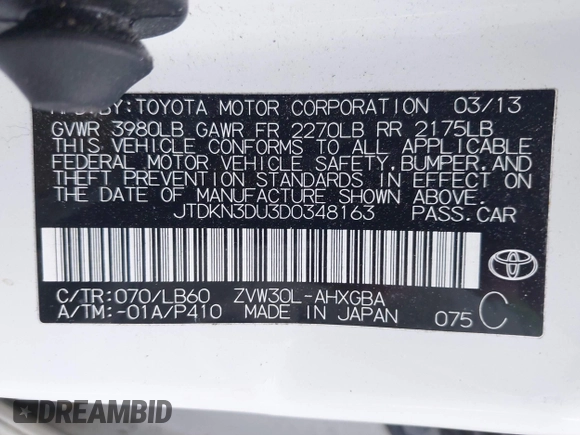 BY: TOYOTA MOTOR CORPORATION 03/13
GVWR 3980LB GAWR FR 2270LB RR 2175LB
THIS VEHICLE CONFORMS TO ALL APPLICABLE
FEDERAL MOTOR VEHICLE SAFETY, BUMPER, AND
THEFT PREVENTION STANDARDS IN EFFECT ON
THE DATE OF MANUFACTURE SHOWN ABOVE.
JTDKN3DU3D0348163 PASS.CAR
C/TR:070/LB60 ZVW30L-AHXGBA
A/TM:-01A/P410 MADE IN JAPAN 075 C
DREAMBID